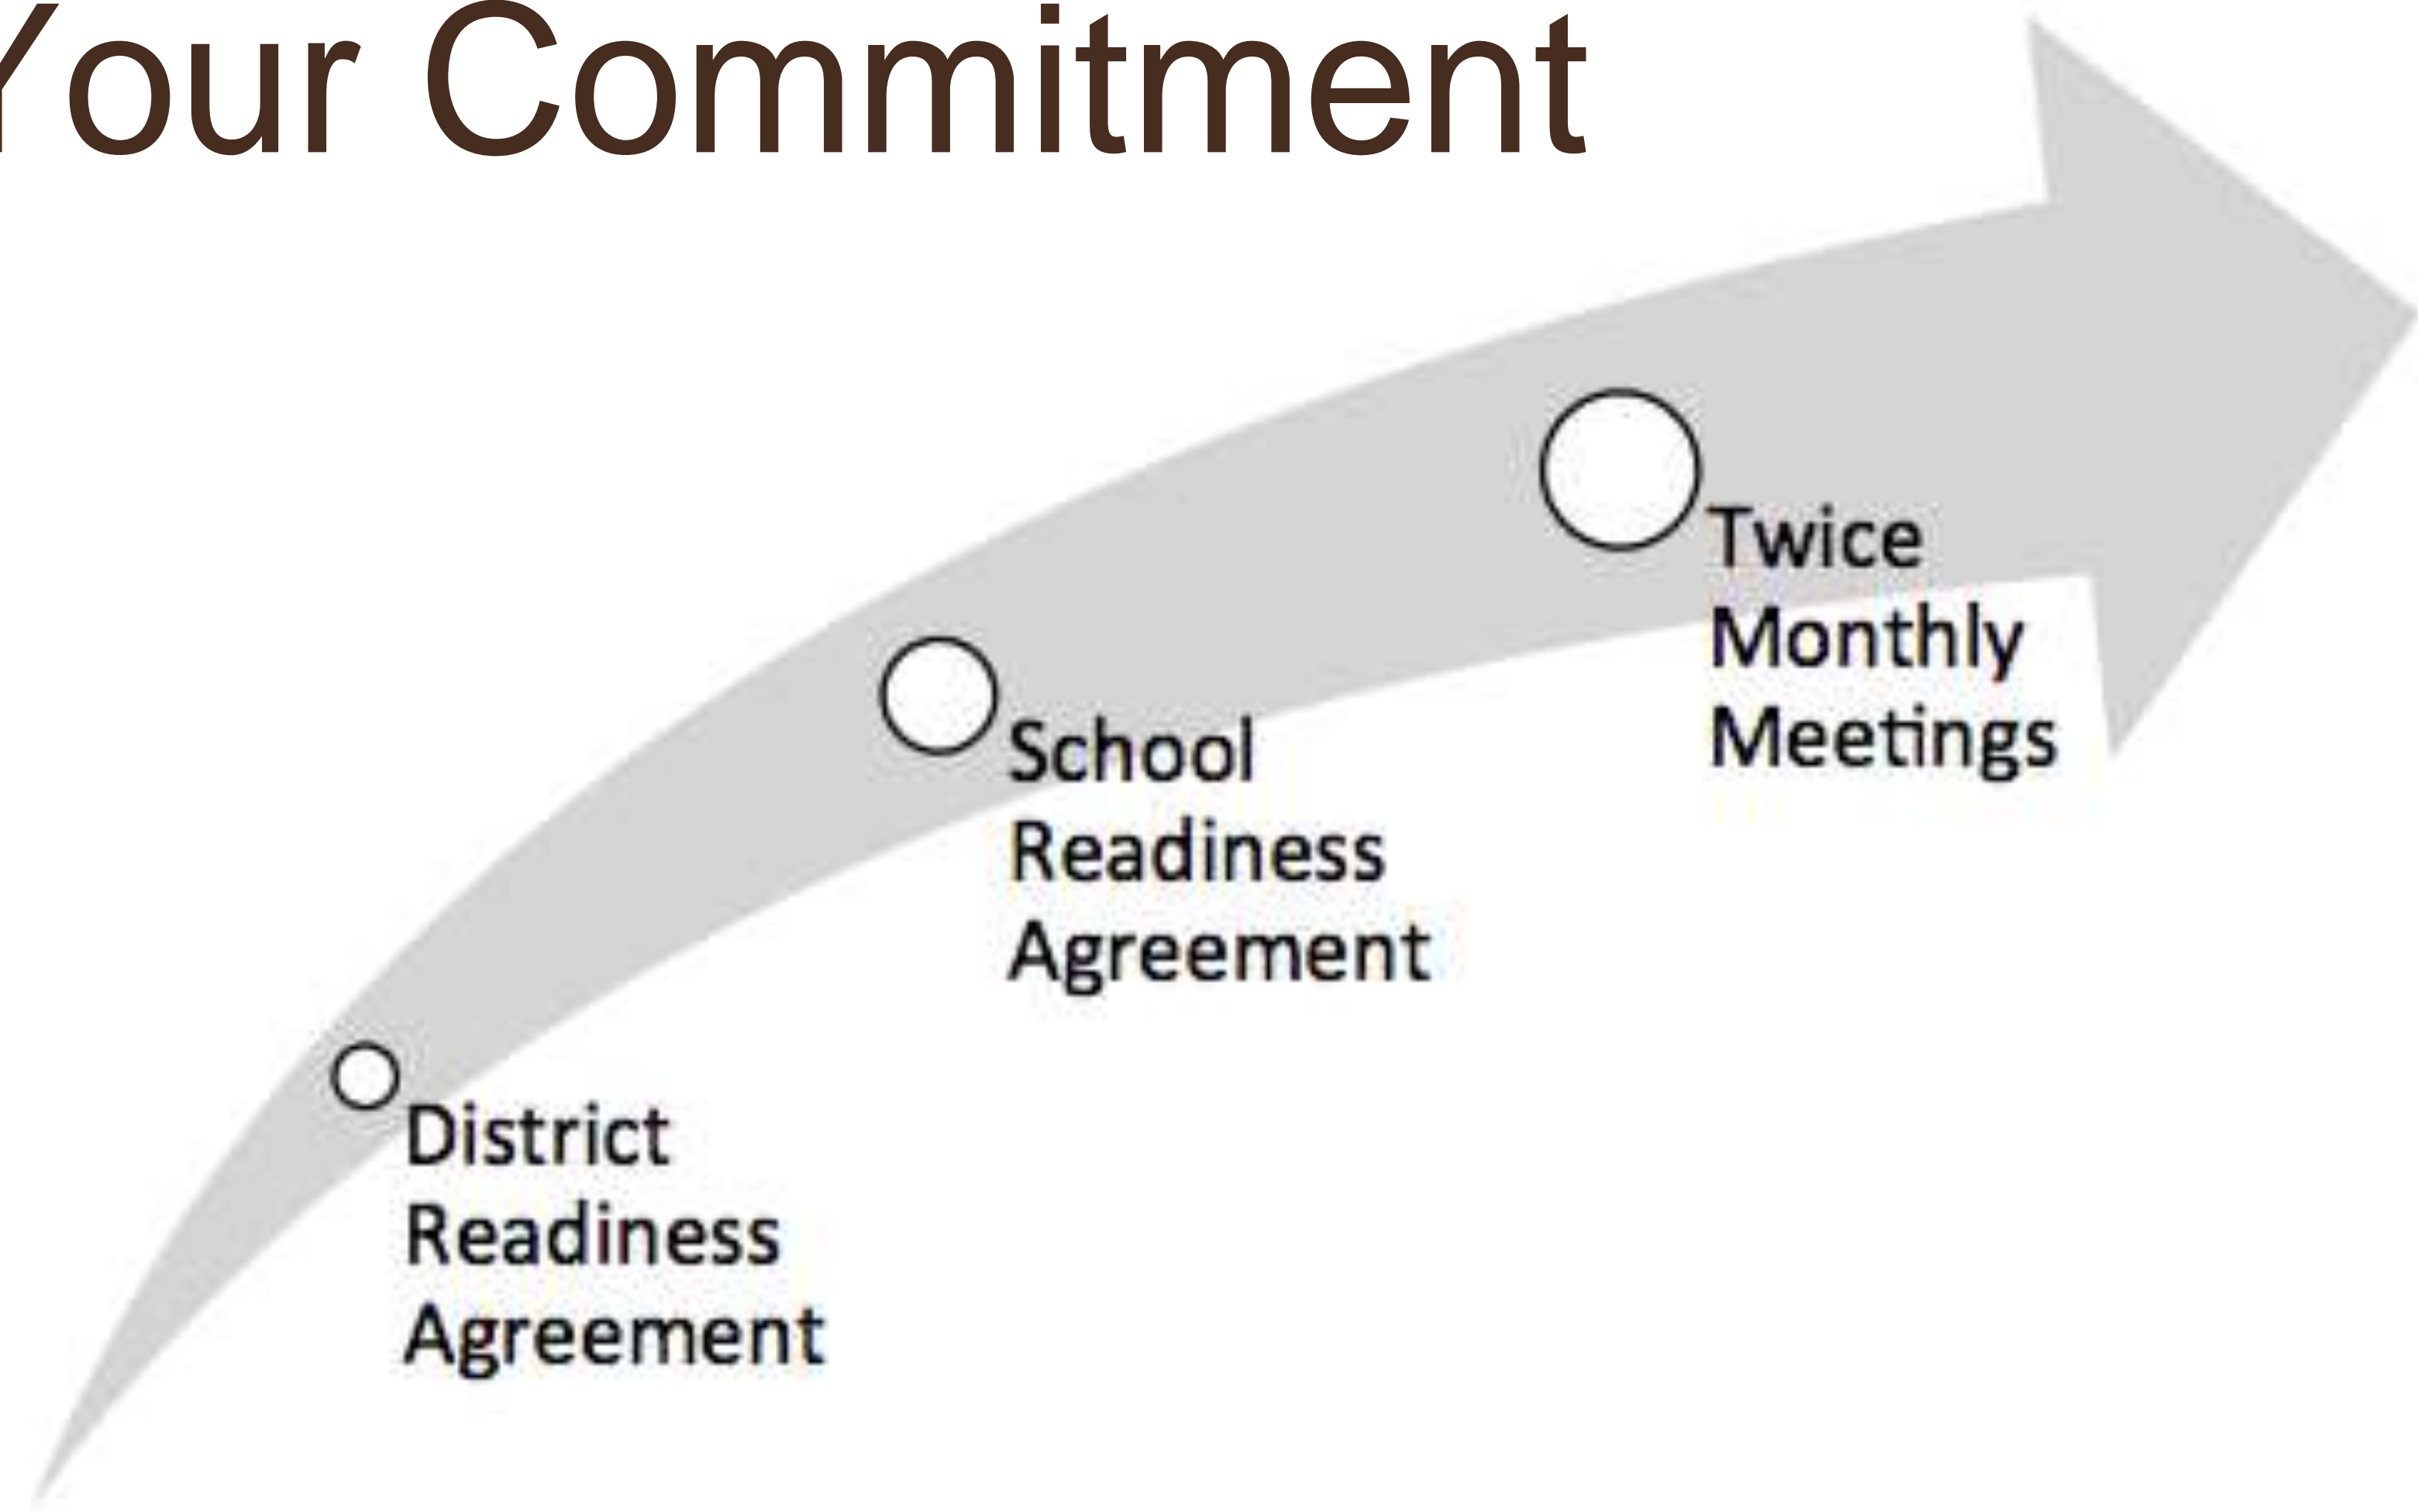 Your Commitment
Twice
Monthly
Meetings
School
Readiness
Agreement
District
Readiness
Agreement